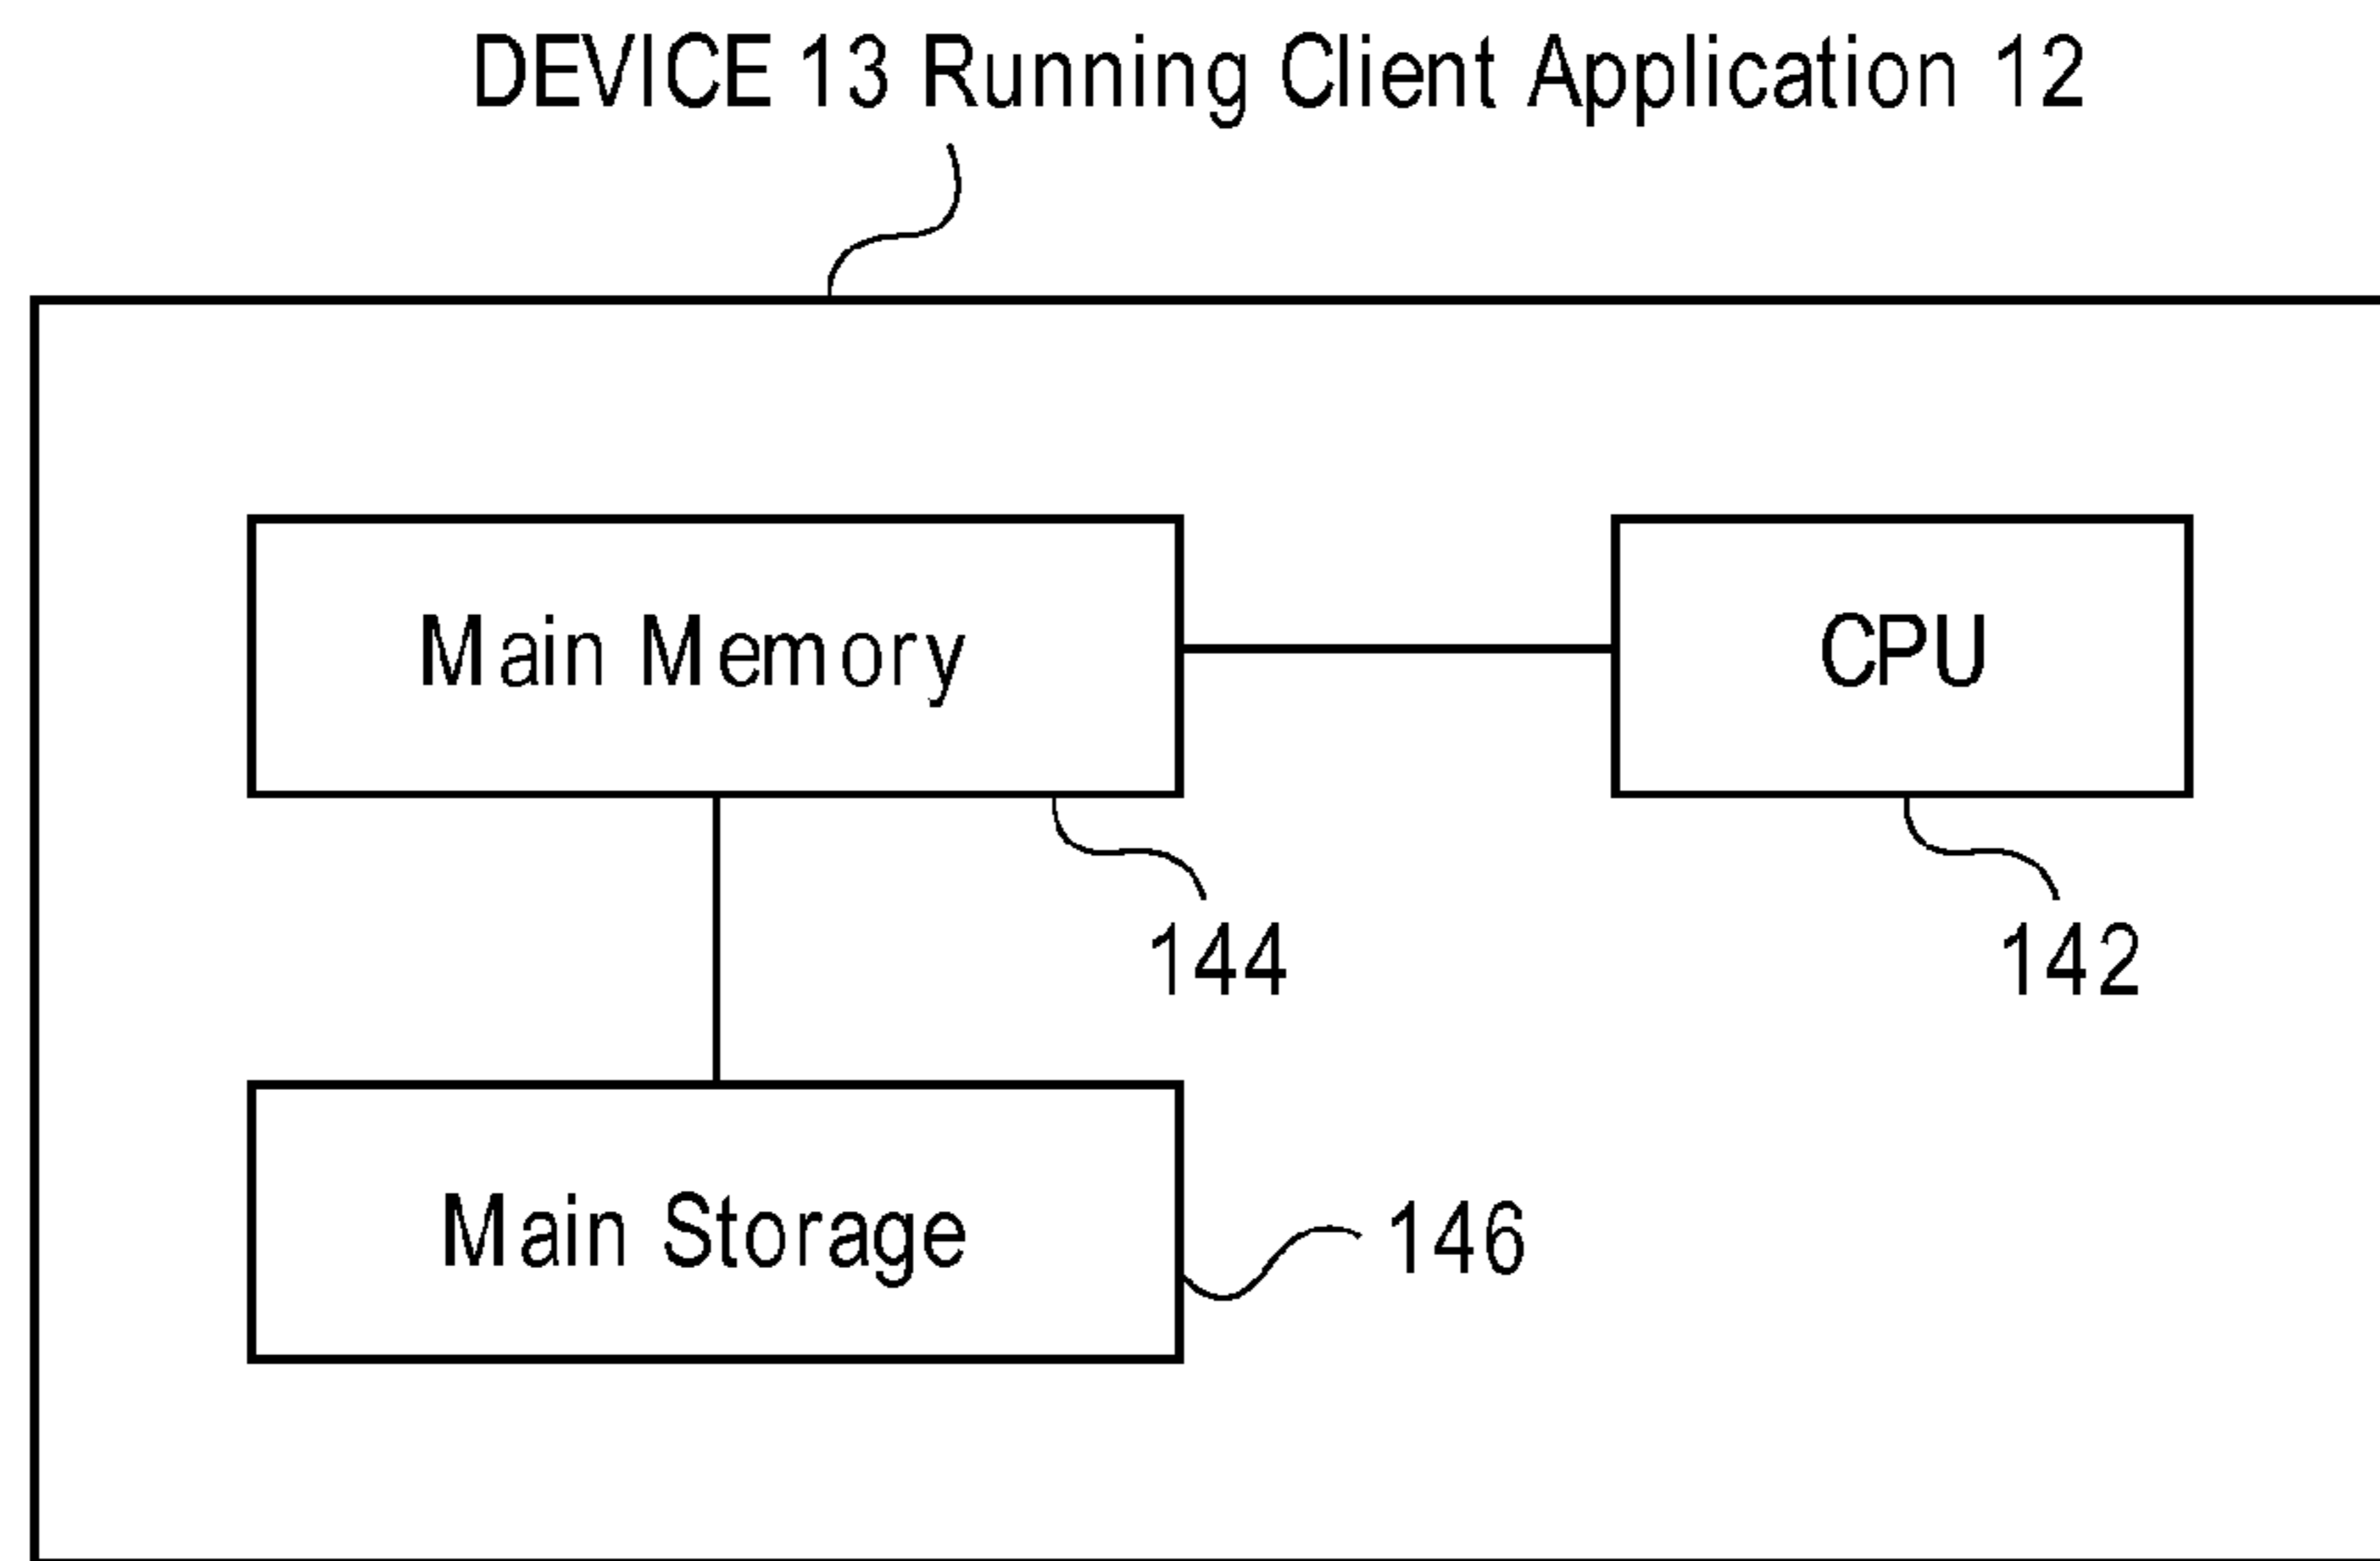 DEVICE 13 Running Client Application 12
Main Memory
CPU
144
142
Main Storage
146